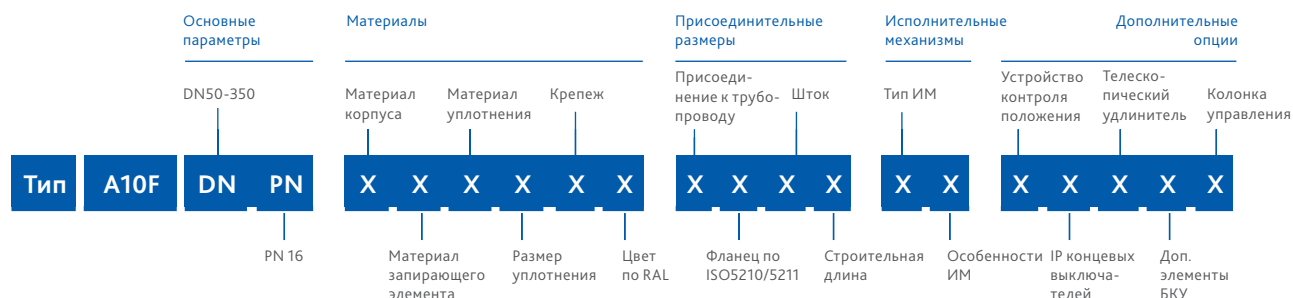 Основные
параметры
Материалы
Присоединительные
размеры
Исполнительные
механизмы
Дополнительные
опции
DN50-350
Материал
корпуса
Материал
уплотнения
Крепеж
Присоеди-
нение к трубо-
проводу
Шток
Тип ИМ
Устройство
контроля
положения
Телеско-
пический
удлинитель
Колонка
управления
Тип A10F DN PN X X X X X X X X X X X X X X X X X
PN 16
Материал
запирающего
элемента
Размер
уплотнения
Цвет
по RAL
Фланец по
ISO5210/5211
Строительная
длина
Особенности
ИМ
IP концевых
выключа-
телей
Доп.
элементы
БКУ